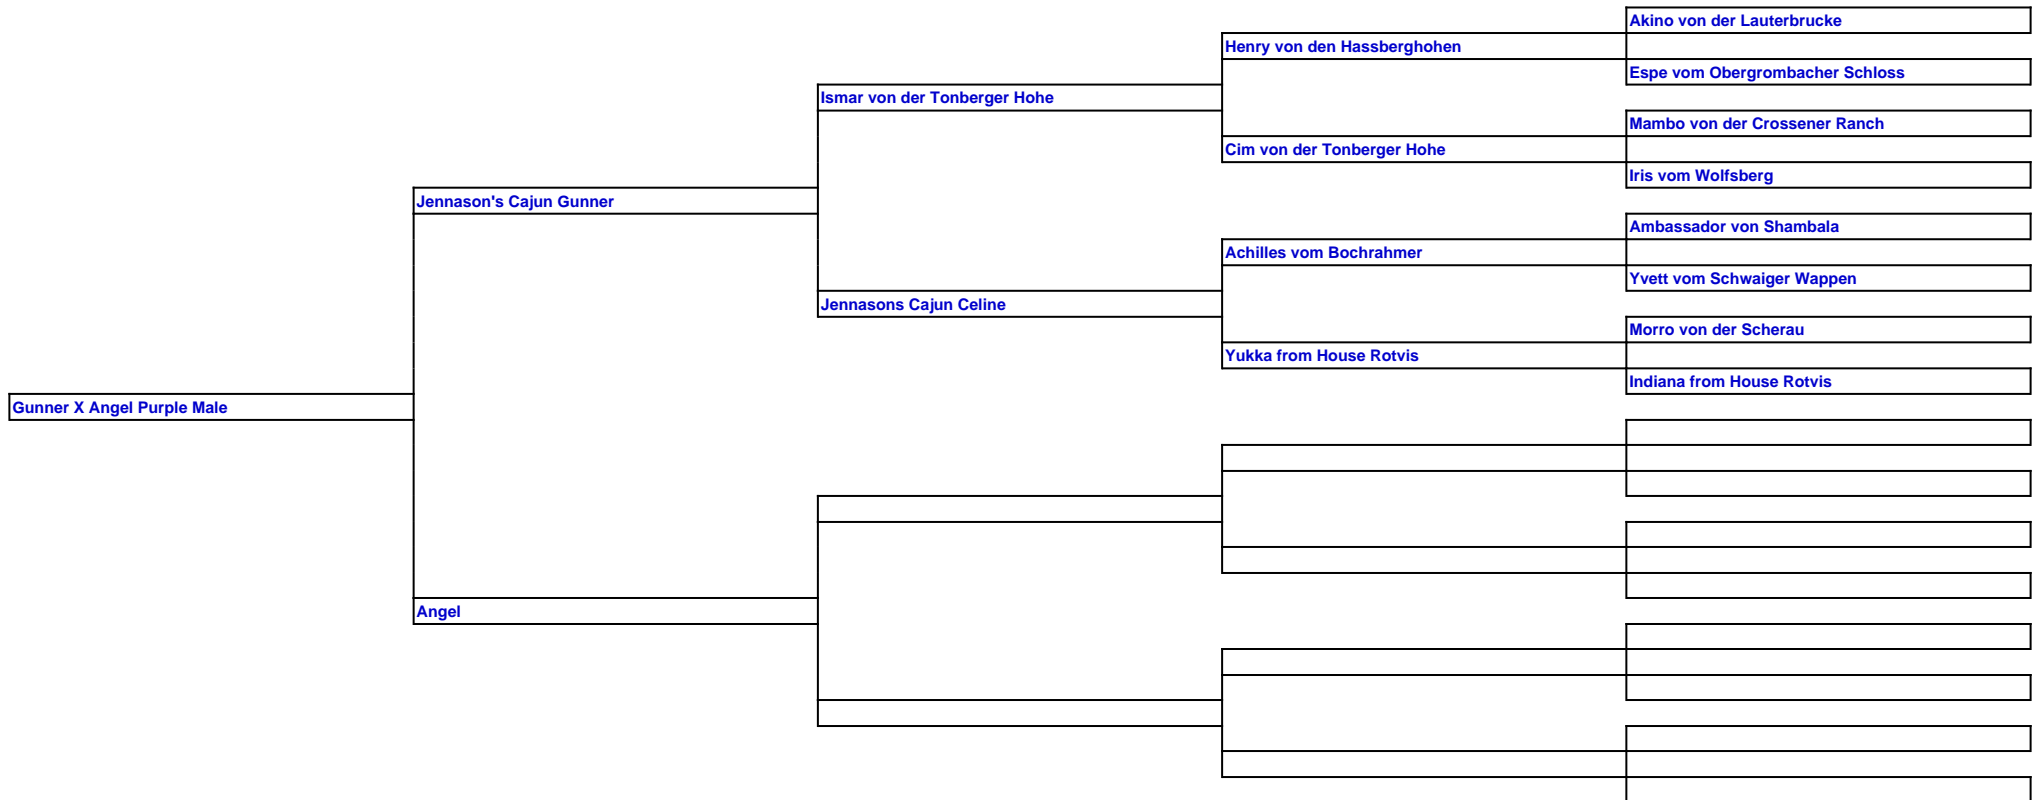 Akino von der Lauterbrucke
Henry von den Hassberghohen
Espe vom Obergrombacher Schloss
Ismar von der Tonberger Hohe
Mambo von der Crossener Ranch
Cim von der Tonberger Hohe
Iris vom Wolfsberg
Jennason's Cajun Gunner
Ambassador von Shambala
Achilles vom Bochrahmer
Yvett vom Schwaiger Wappen
Jennasons Cajun Celine
Morro von der Scherau
Yukka from House Rotvis
Indiana from House Rotvis
Gunner X Angel Purple Male
Angel